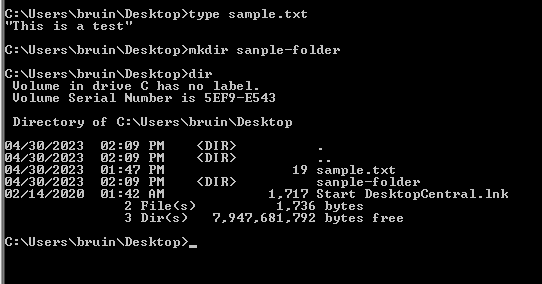 C:\Users\bruin\Desktop>type sample.txt
"This is a test"
C:\Users\bruin\Desktop>mkdir sanple-folder
C:\Users\bruin\Desktop>dir
Volume in drive C has no label.
Volume Serial Number is 5EF9-E543
Directory of C:\Users\bruin\Desktop
04/30/2023  02:09 PM    <DIR>          .
04/30/2023  02:09 PM    <DIR>          ..
04/30/2023  01:47 PM                19 sample.txt
04/30/2023  02:09 PM    <DIR>          sanple-folder
02/14/2020  01:42 AM             1,717 Start DesktopCentral.lnk
2 File(s)          1,736 bytes
3 Dir(s)   7,947,681,792 bytes free
C:\Users\bruin\Desktop>_